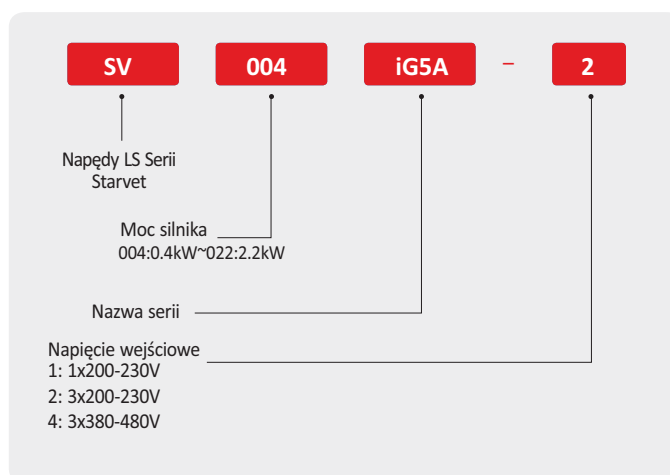 SV 004 iG5A – 2
Napędy LS Serii
Starvet
Moc silnika
004:0.4kW~022:2.2kW
Nazwa serii
Napięcie wejściowe
1: 1x200-230V
2: 3x200-230V
4: 3x380-480V